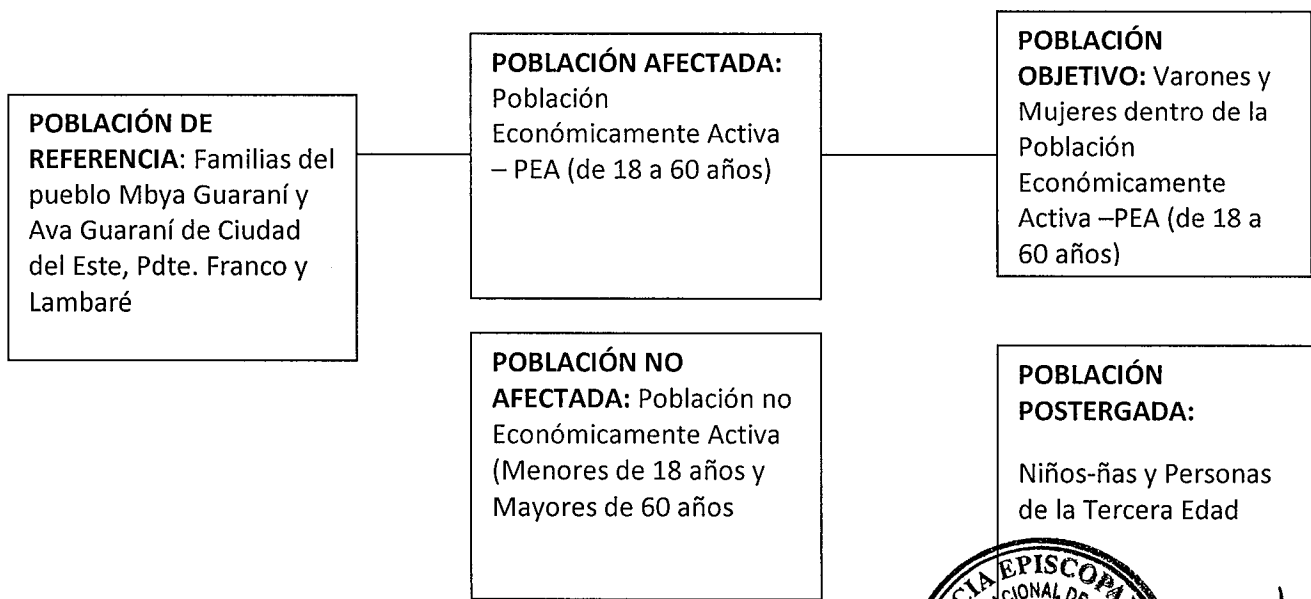 POBLACIÓN DE
REFERENCIA: Familias del
pueblo Mbya Guaraní y
Ava Guaraní de Ciudad
del Este, Pdte. Franco y
Lambaré
POBLACIÓN AFECTADA:
Población
Económicamente Activa
– PEA (de 18 a 60 años)
POBLACIÓN
OBJETIVO: Varones y
Mujeres dentro de la
Población
Económicamente
Activa –PEA (de 18 a
60 años)
POBLACIÓN NO
AFECTADA: Población no
Económicamente Activa
(Menores de 18 años y
Mayores de 60 años
POBLACIÓN
POSTERGADA:
Niños-ñas y Personas
de la Tercera Edad